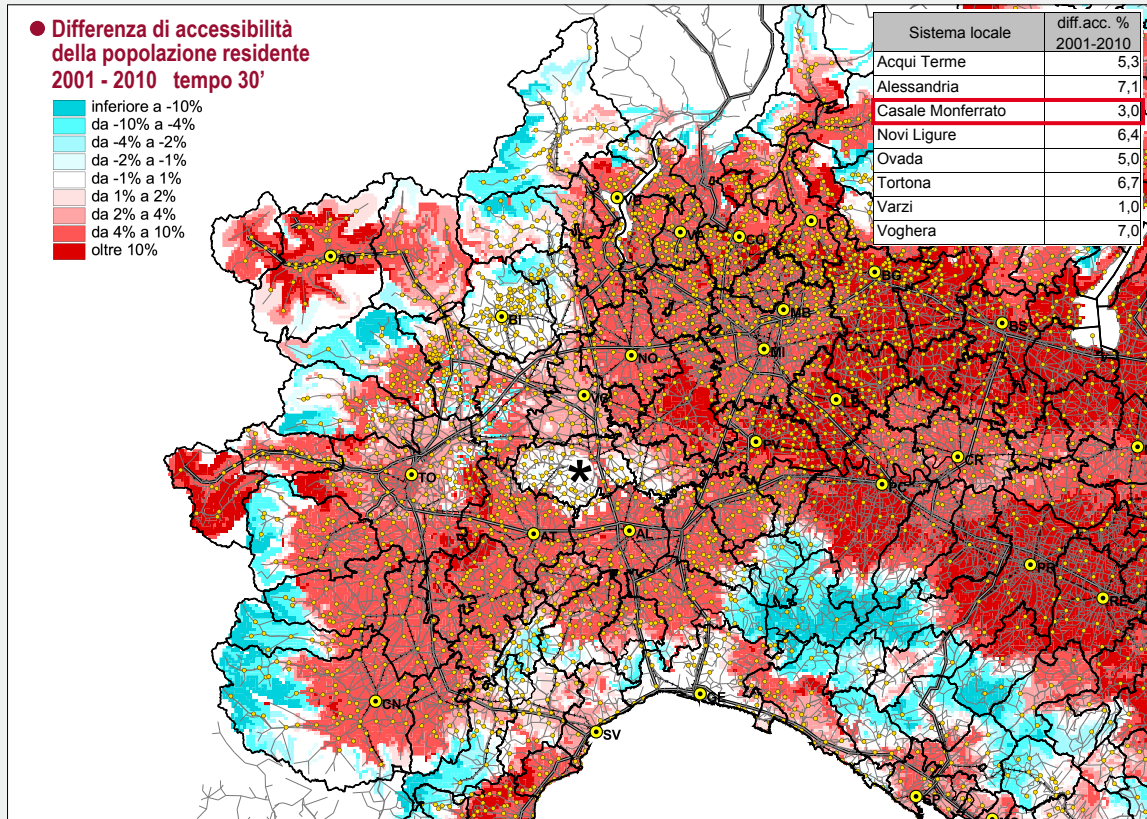 ● Differenza di accessibilità
della popolazione residente
2001 - 2010 tempo 30'
inferiore a -10%
da -10% a -4%
da -4% a -2%
da -2% a -1%
da -1% a 1%
da 1% a 2%
da 2% a 4%
da 4% a 10%
oltre 10%
Sistema locale diff.acc. % 2001-2010
Acqui Terme 5,3
Alessandria 7,1
Casale Monferrato 3,0
Novi Ligure 6,4
Ovada 5,0
Tortona 6,7
Varzi 1,0
Voghera 7,0
VB
VA
CO
AO
BG
BI
MB
BS
NO
MI
VC
LO
PV
CR
TO
*
PC
AT
AL
PR
RE
GE
CN
SV
SP